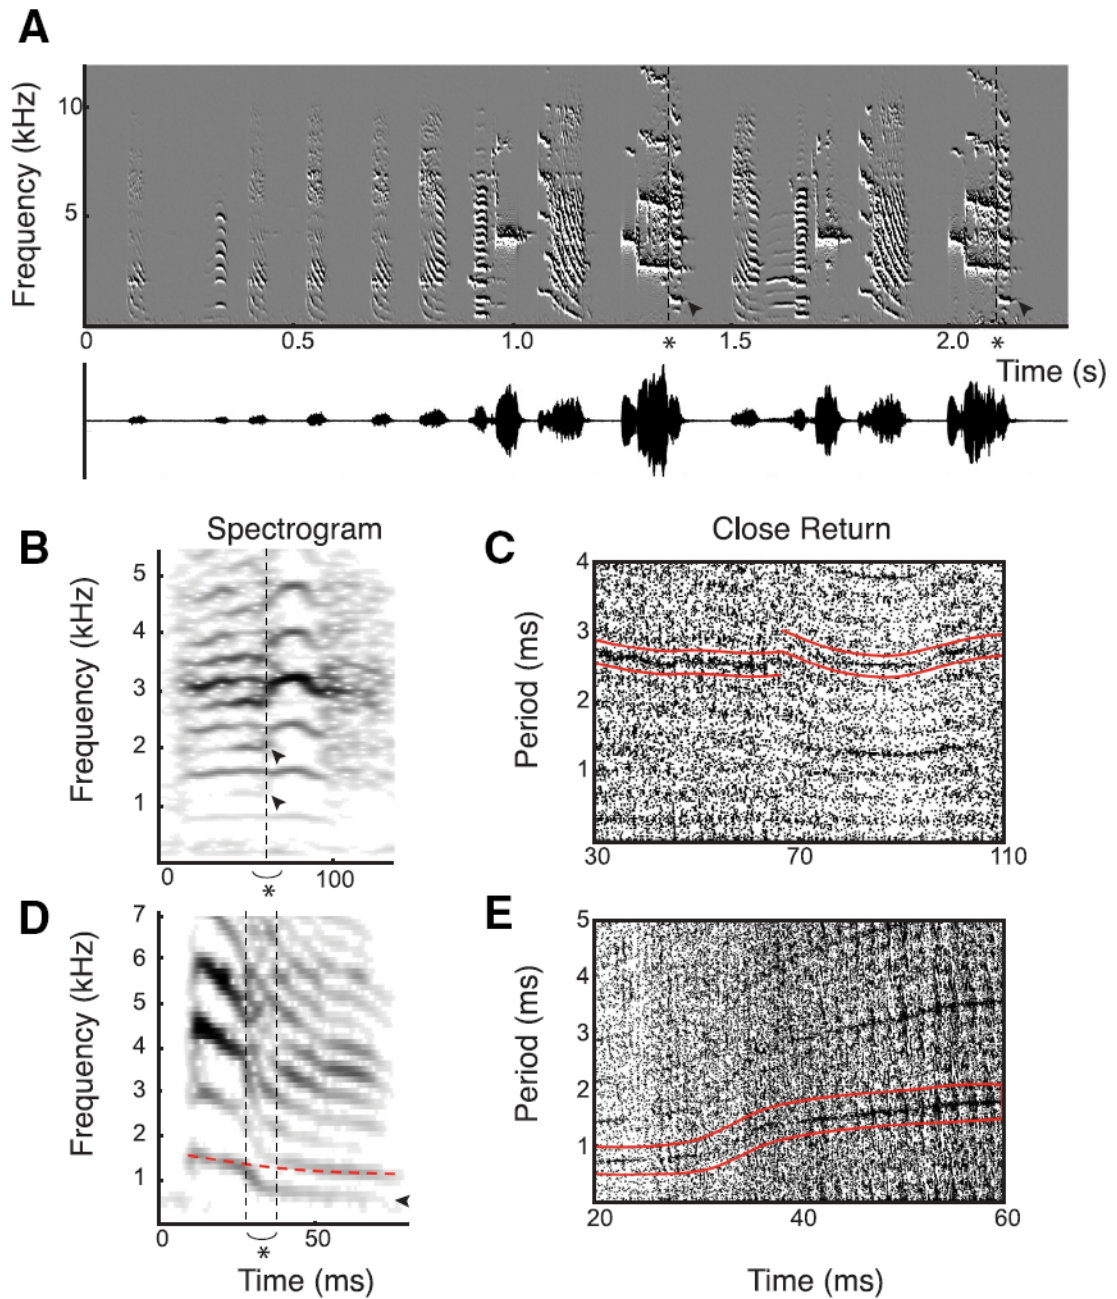 A
Frequency (kHz)
10
5
0
0.5
1.0
1.5
2.0
*
*
Time (s)
B
Spectrogram
Frequency (kHz)
5
4
3
2
1
0
100
*
C
Close Return
Period (ms)
4
3
2
1
30
70
110
D
Frequency (kHz)
7
6
5
4
3
2
1
0
50
*
Time (ms)
E
Period (ms)
5
4
3
2
1
20
40
60
Time (ms)